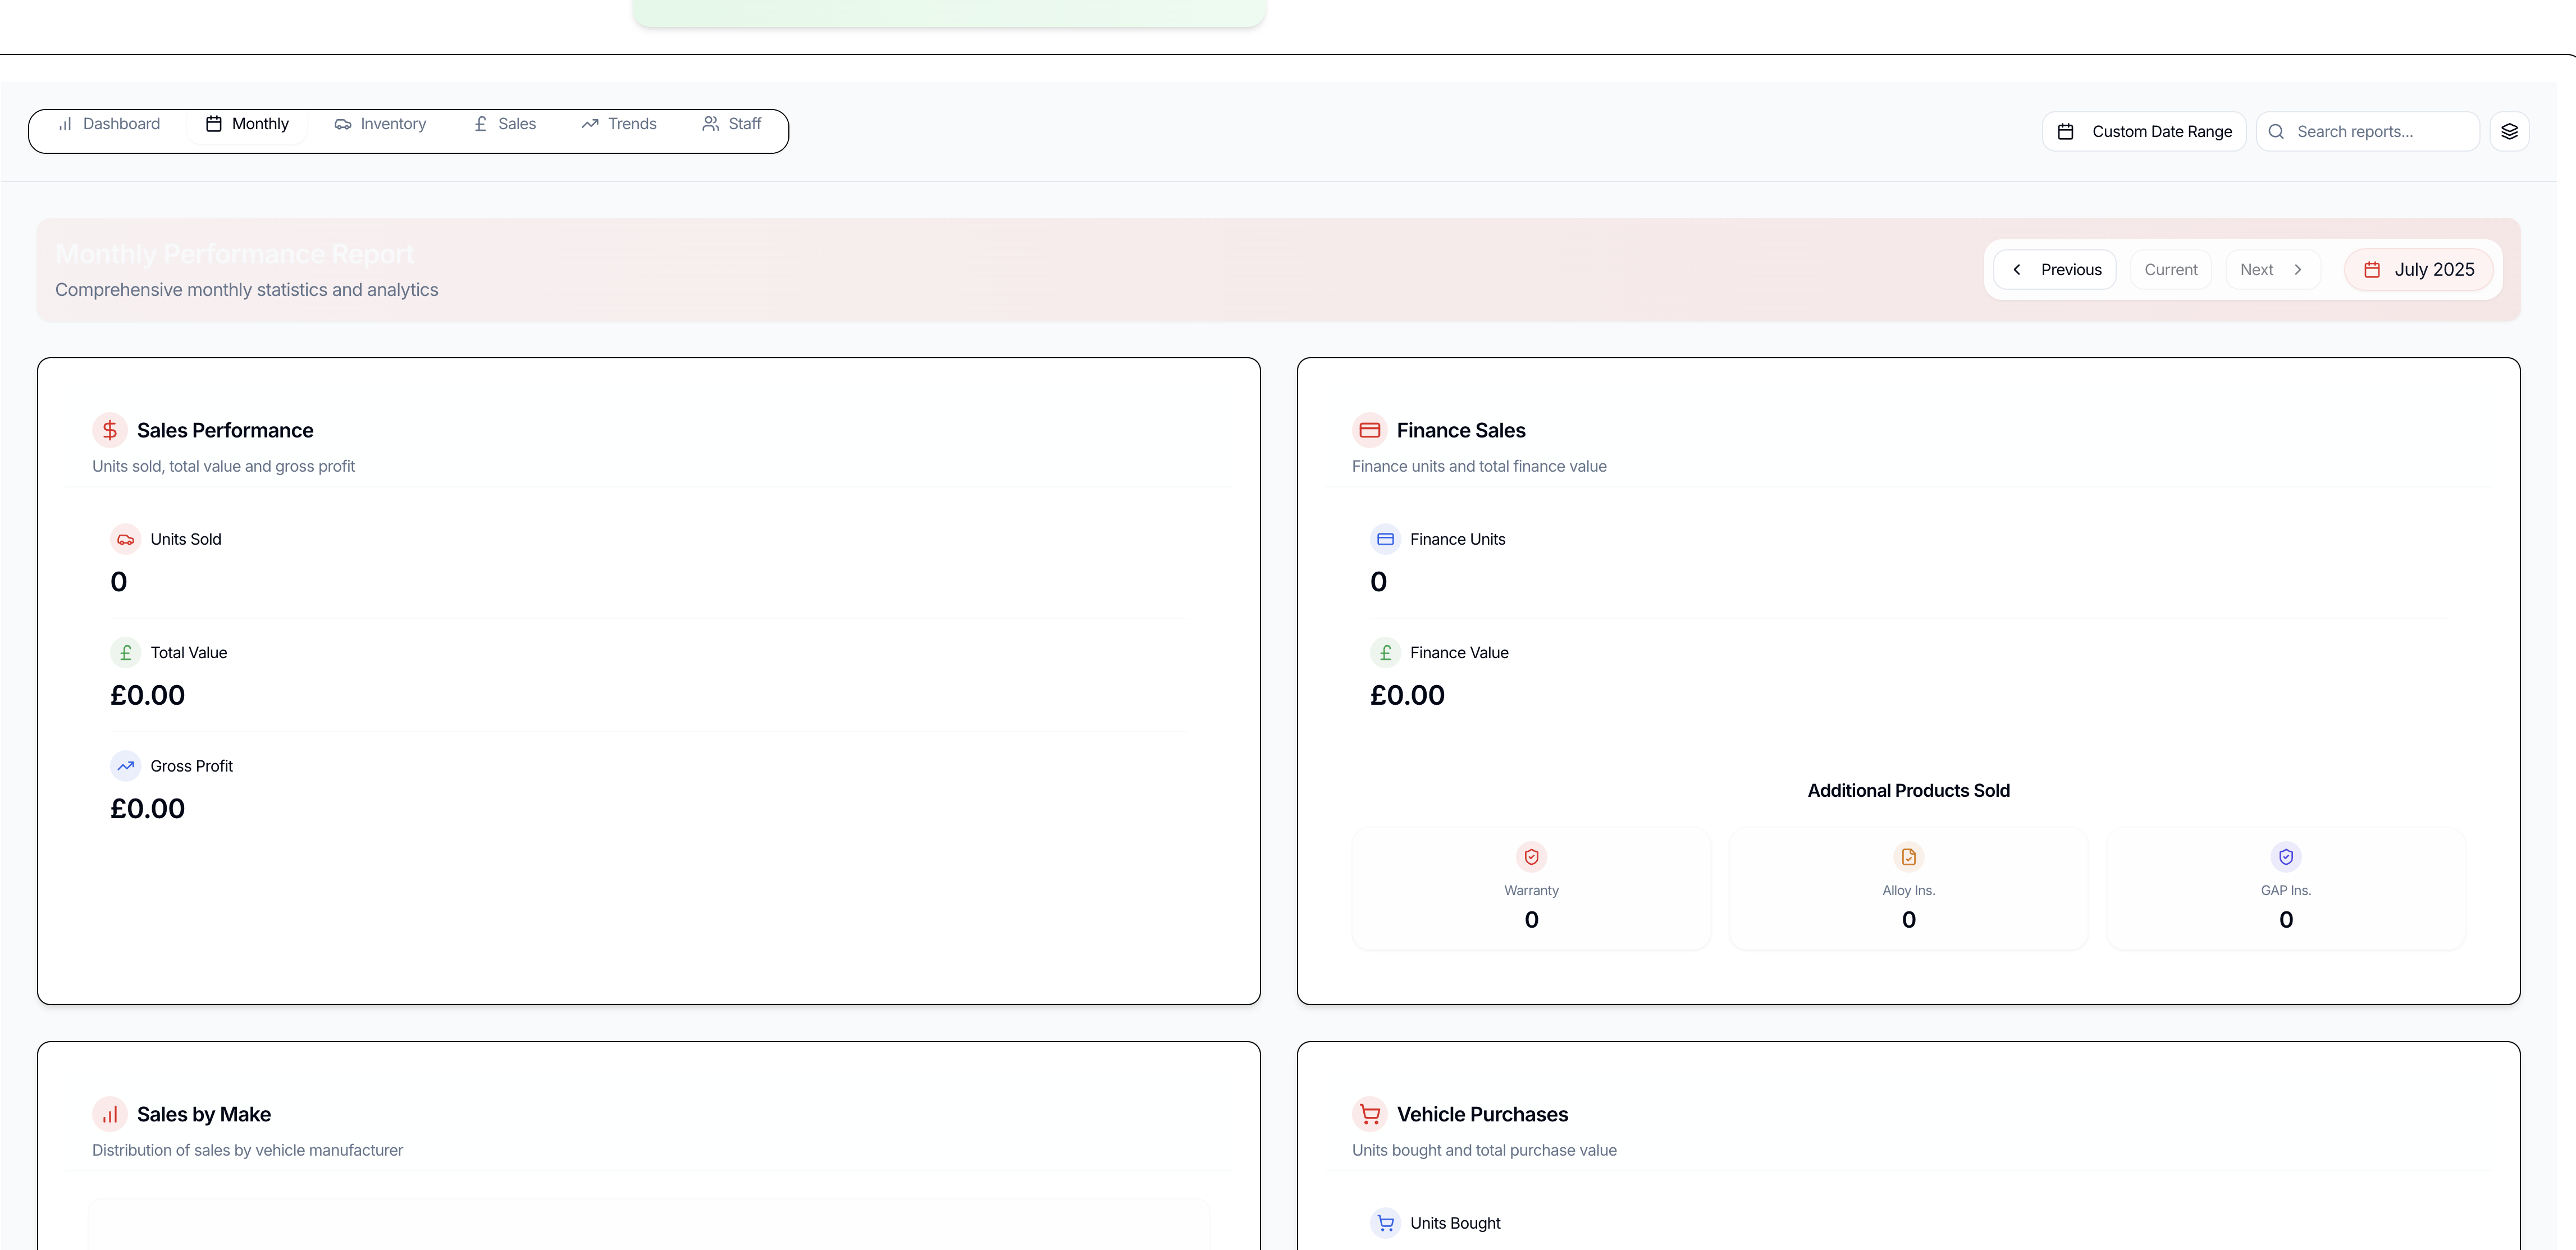 Dashboard Monthly Inventory Sales Trends Staff
Custom Date Range Search reports...
Monthly Performance Report
Comprehensive monthly statistics and analytics
Previous Current Next July 2025
Sales Performance
Units sold, total value and gross profit
Units Sold
0
Total Value
£0.00
Gross Profit
£0.00
Finance Sales
Finance units and total finance value
Finance Units
0
Finance Value
£0.00
Additional Products Sold
Warranty
0
Alloy Ins.
0
GAP Ins.
0
Sales by Make
Distribution of sales by vehicle manufacturer
Vehicle Purchases
Units bought and total purchase value
Units Bought